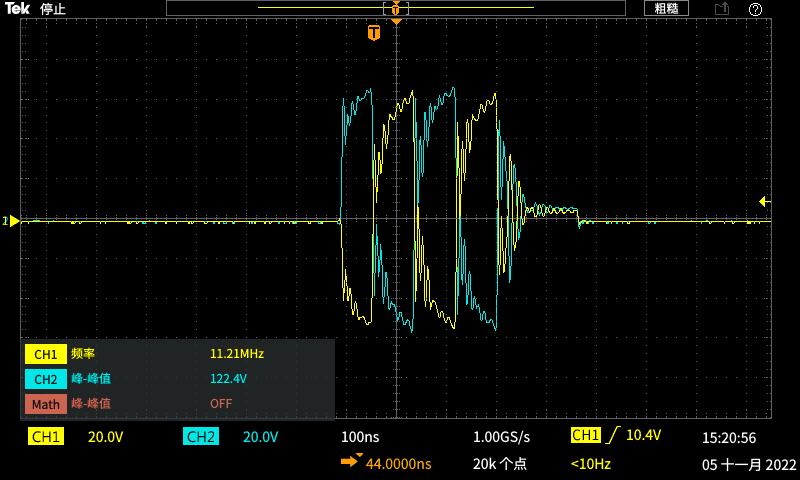 Tek 停止
T
粗糙
?
T
2
CH1 频率 11.21MHz
CH2 峰-峰值 122.4V
Math 峰-峰值 OFF
CH1 20.0V CH2 20.0V 100ns 1.00GS/s CH1 10.4V 15:20:56
44.0000ns 20k 个点 <10Hz 05 十一月 2022